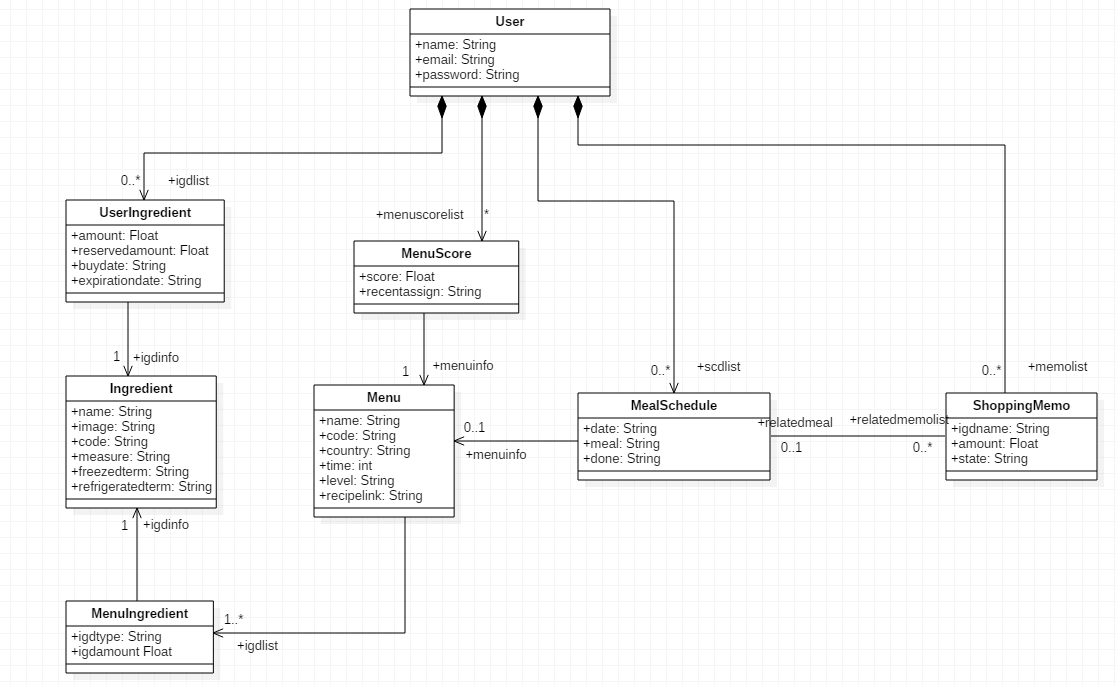 User
+name: String
+email: String
+password: String
0..*
+igdlist
UserIngredient
+amount: Float
+reservedamount: Float
+buydate: String
+expirationdate: String
+menuscorelist
*
MenuScore
+score: Float
+recentassign: String
1
+igdinfo
1
+menuinfo
0..*
+scdlist
0..*
+memolist
Ingredient
+name: String
+image: String
+code: String
+measure: String
+freezedterm: String
+refrigeratedterm: String
Menu
+name: String
+code: String
+country: String
+time: int
+level: String
+recipelink: String
0..1
+menuinfo
MealSchedule
+date: String
+meal: String
+done: String
+relatedmeal
0..1
+relatedmemolist
0..*
ShoppingMemo
+igdname: String
+amount: Float
+state: String
1
+igdinfo
MenuIngredient
+igdtype: String
+igdamount Float
1..*
+igdlist